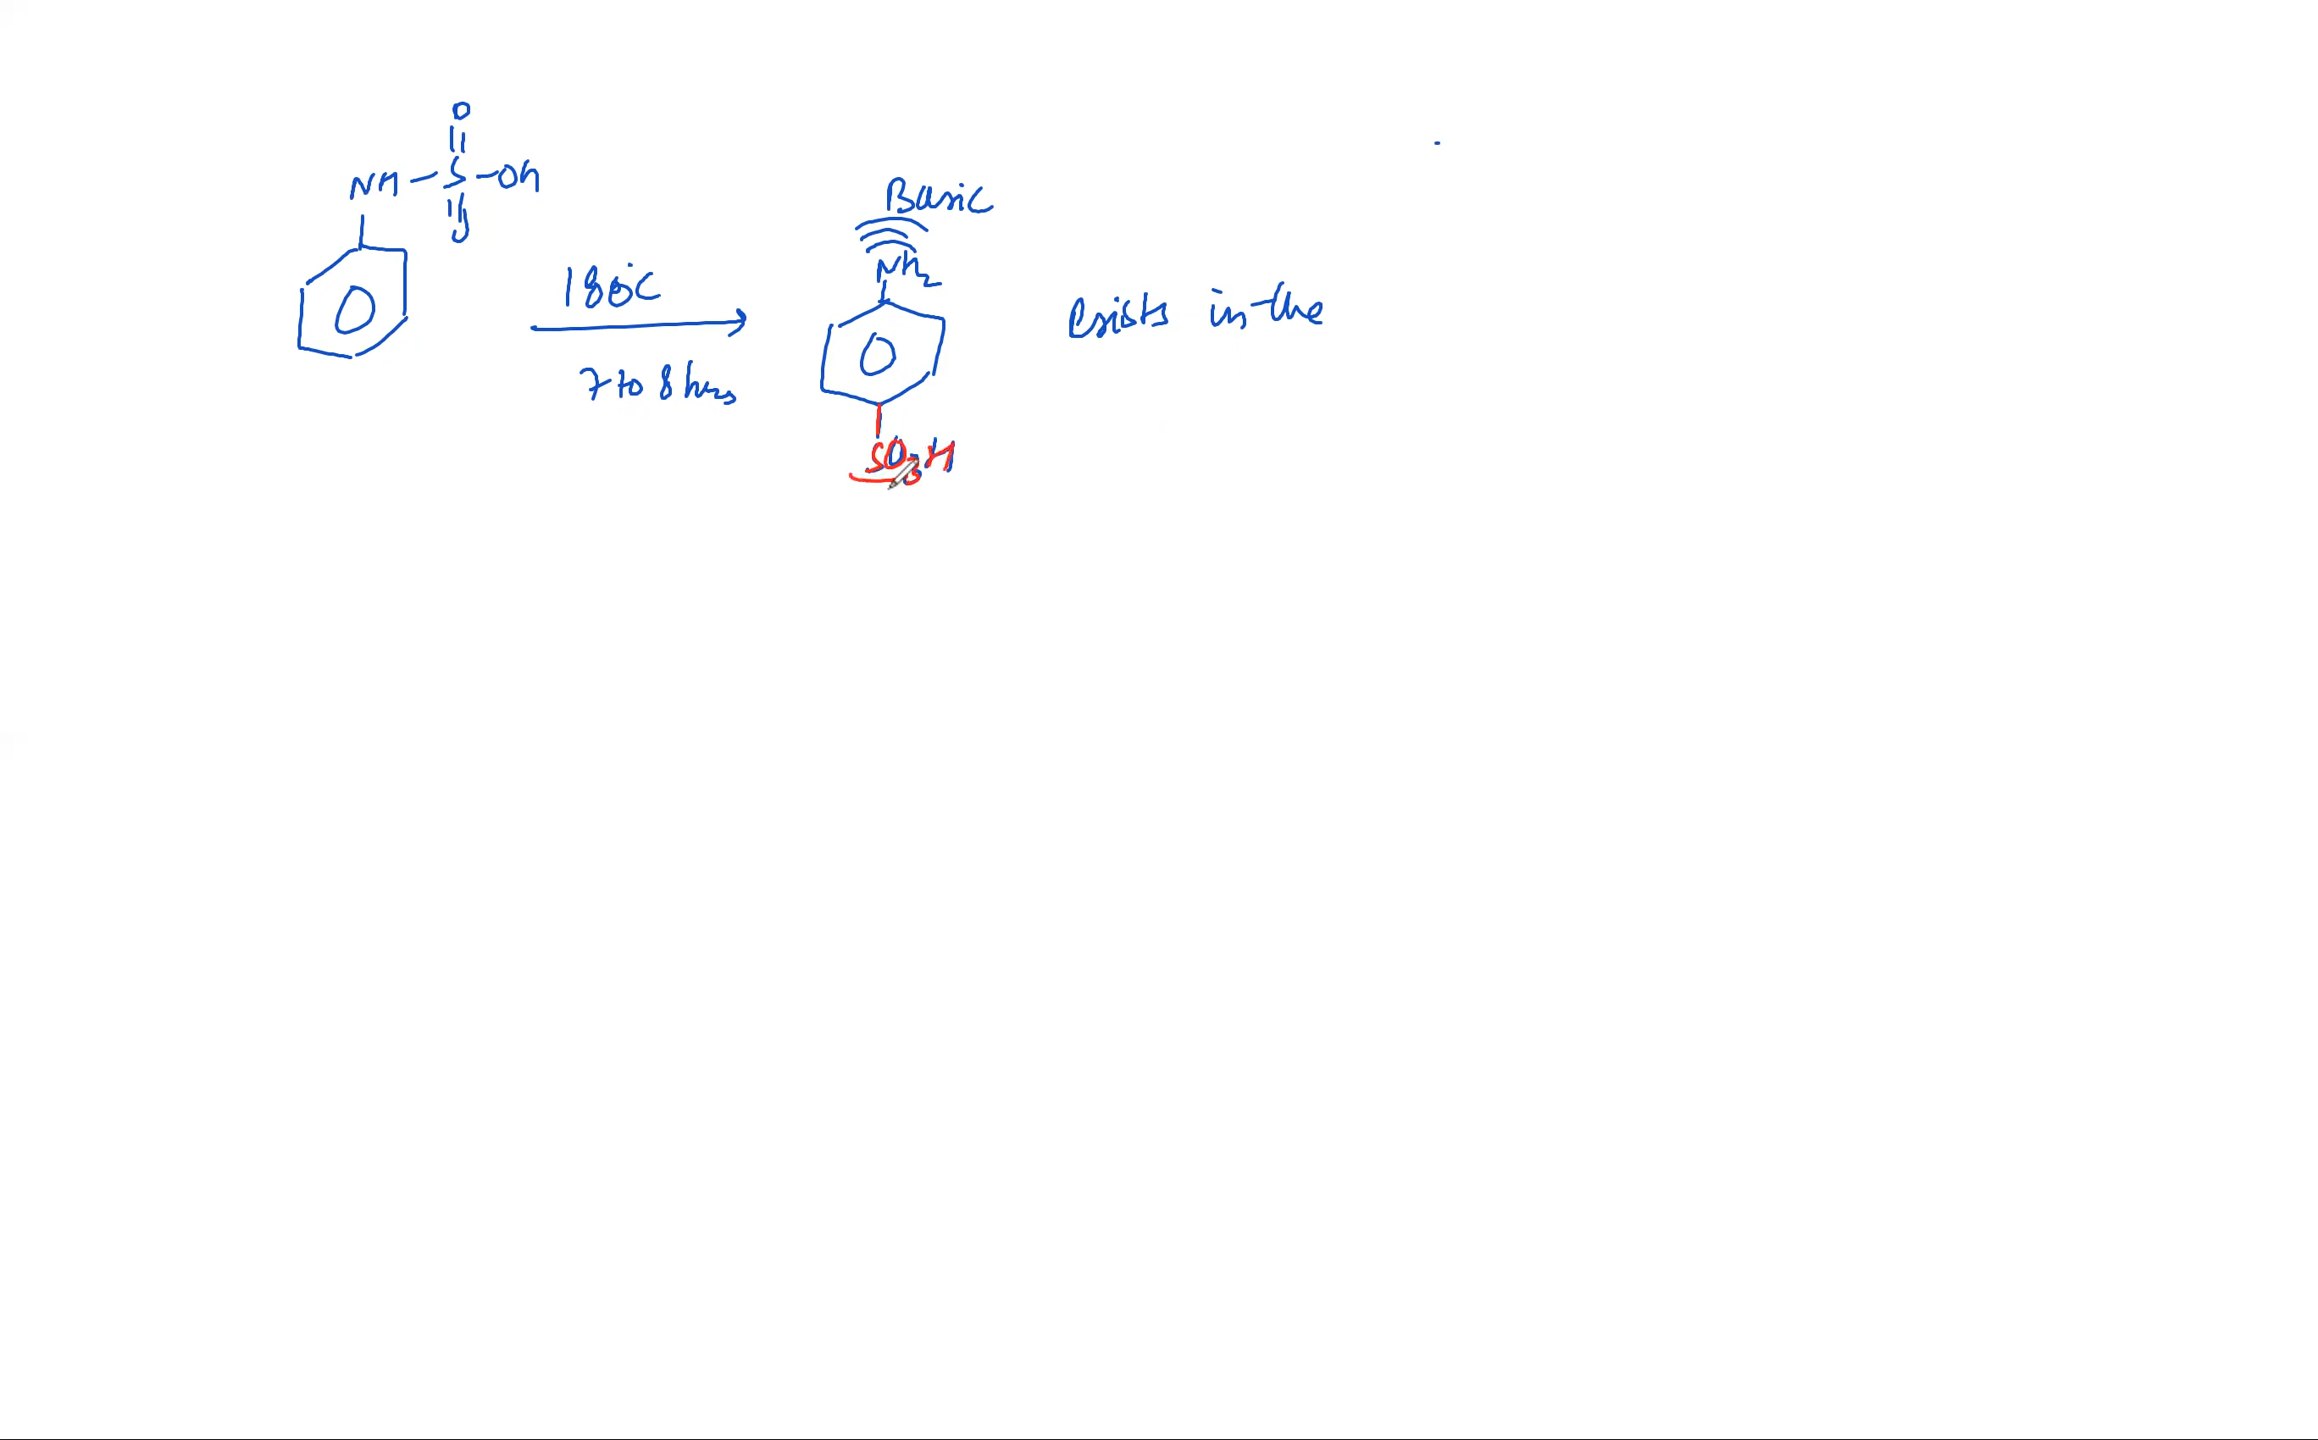 O
||
NH - S - OH
||
O
180°C
7 to 8 hrs
Basic
NH2
SO3H
Exists in the